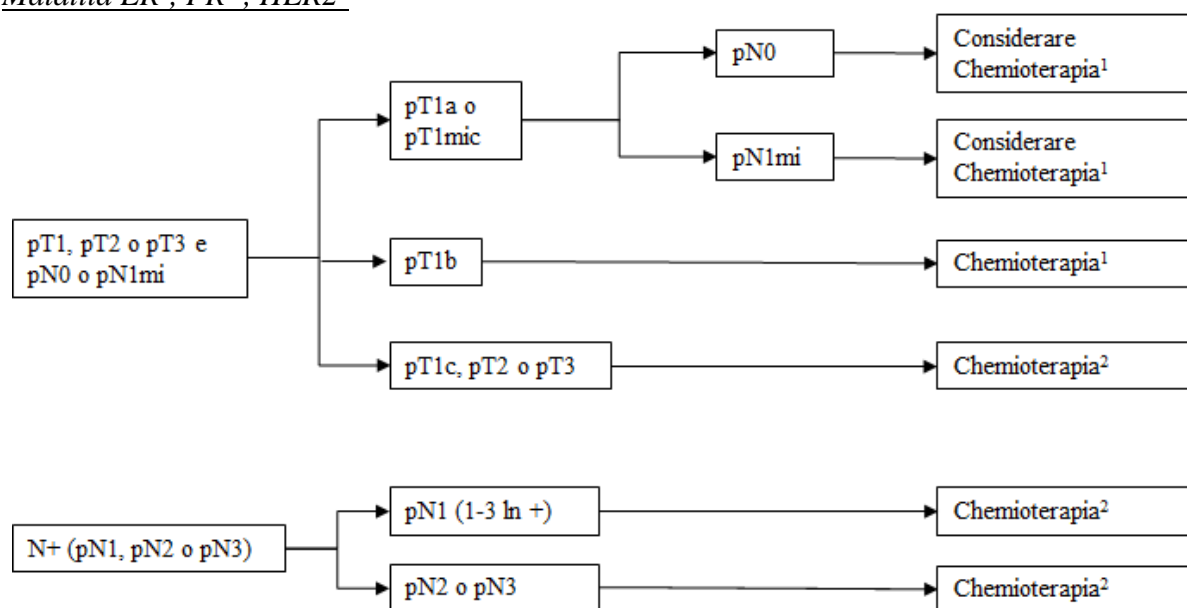 pN0
Considerare
Chemioterapia¹
pT1a o
pT1mic
pN1mi
Considerare
Chemioterapia¹
pT1, pT2 o pT3 e
pN0 o pN1mi
pT1b
Chemioterapia¹
pT1c, pT2 o pT3
Chemioterapia²
N+ (pN1, pN2 o pN3)
pN1 (1-3 ln +)
Chemioterapia²
pN2 o pN3
Chemioterapia²